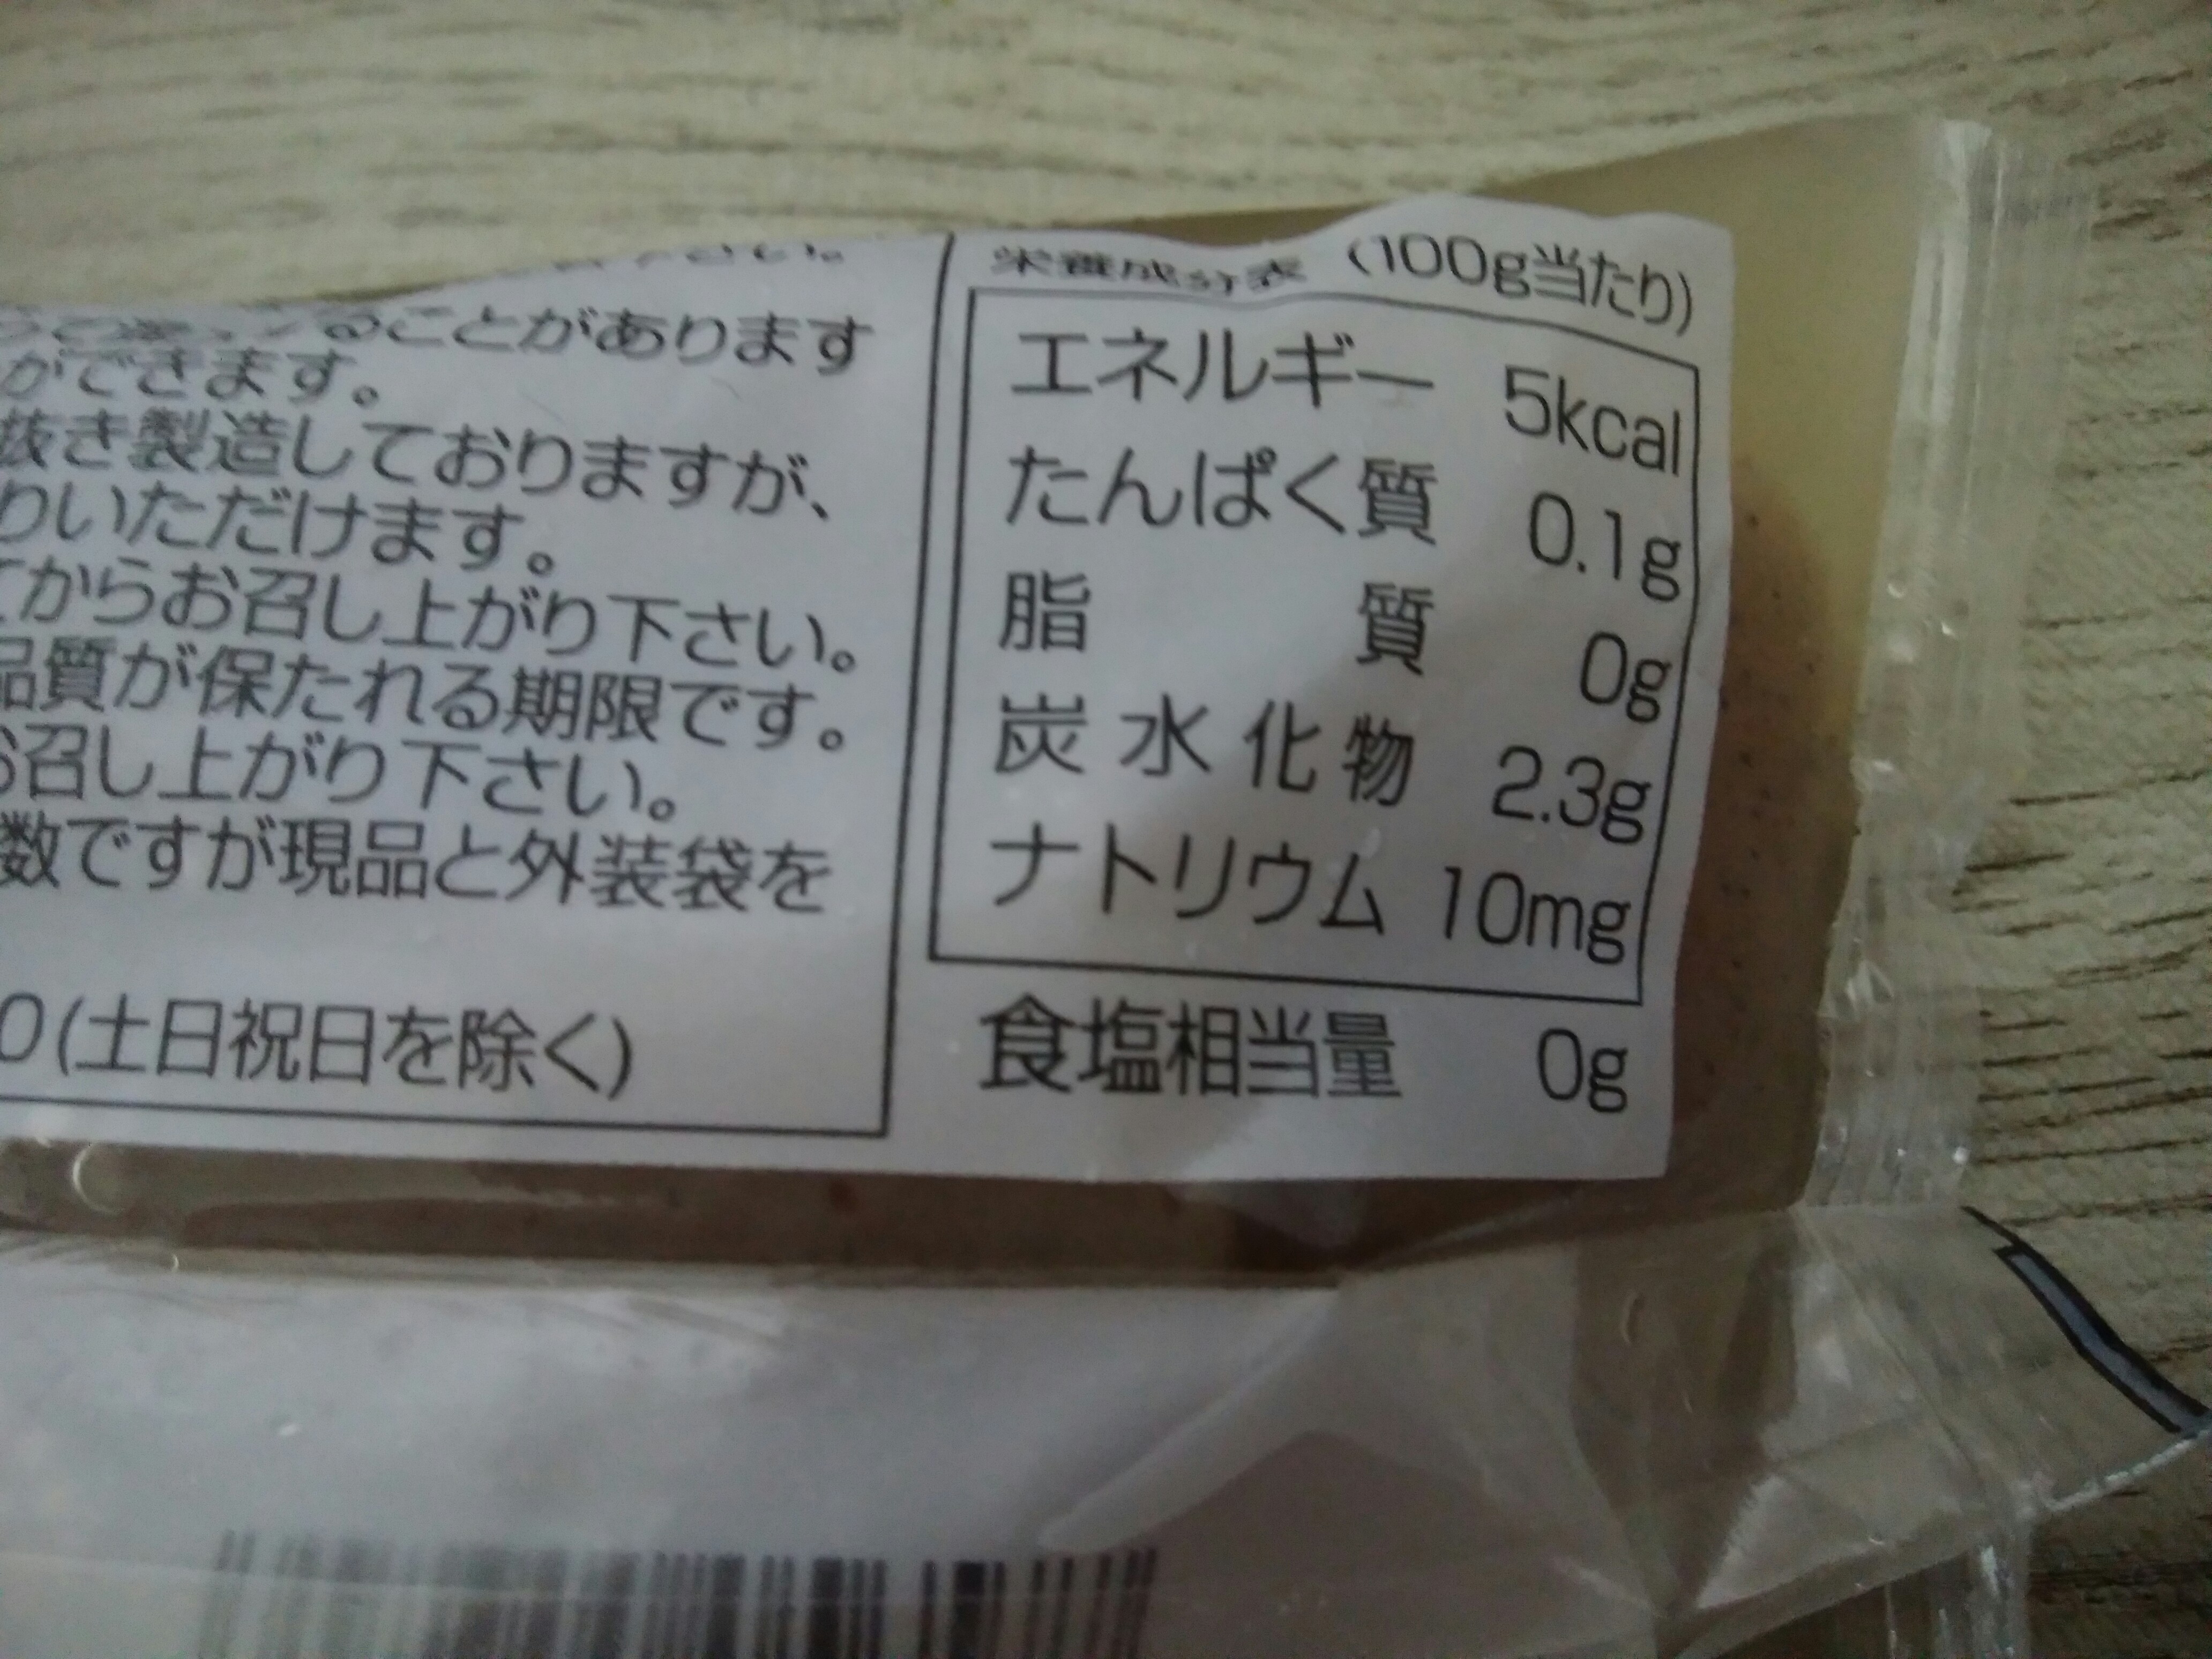 ることがあります
ができます。
抜き製造しておりますが、
りいただけます。
てからお召し上がり下さい。
品質が保たれる期限です。
お召し上がり下さい。
数ですが現品と外装袋を
0(土日祝日を除く)
栄養成分表 (100g当たり)
エネルギー 5kcal
たんぱく質 0.1g
脂質 0g
炭水化物 2.3g
ナトリウム 10mg
食塩相当量 0g